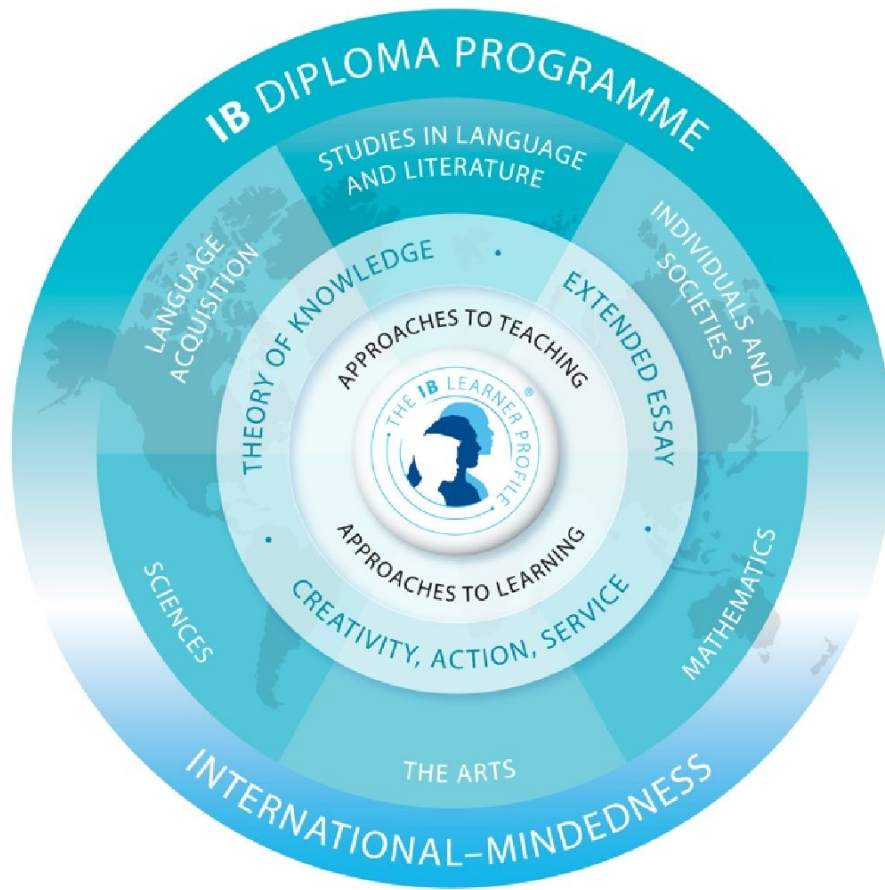 IB DIPLOMA PROGRAMME
STUDIES IN LANGUAGE
AND LITERATURE
LANGUAGE
ACQUISITION
INDIVIDUALS AND
SOCIETIES
THEORY OF KNOWLEDGE
EXTENDED ESSAY
APPROACHES TO TEACHING
• THE IB LEARNER PROFILE • ®
APPROACHES TO LEARNING
CREATIVITY, ACTION, SERVICE
SCIENCES
MATHEMATICS
THE ARTS
INTERNATIONAL–MINDEDNESS